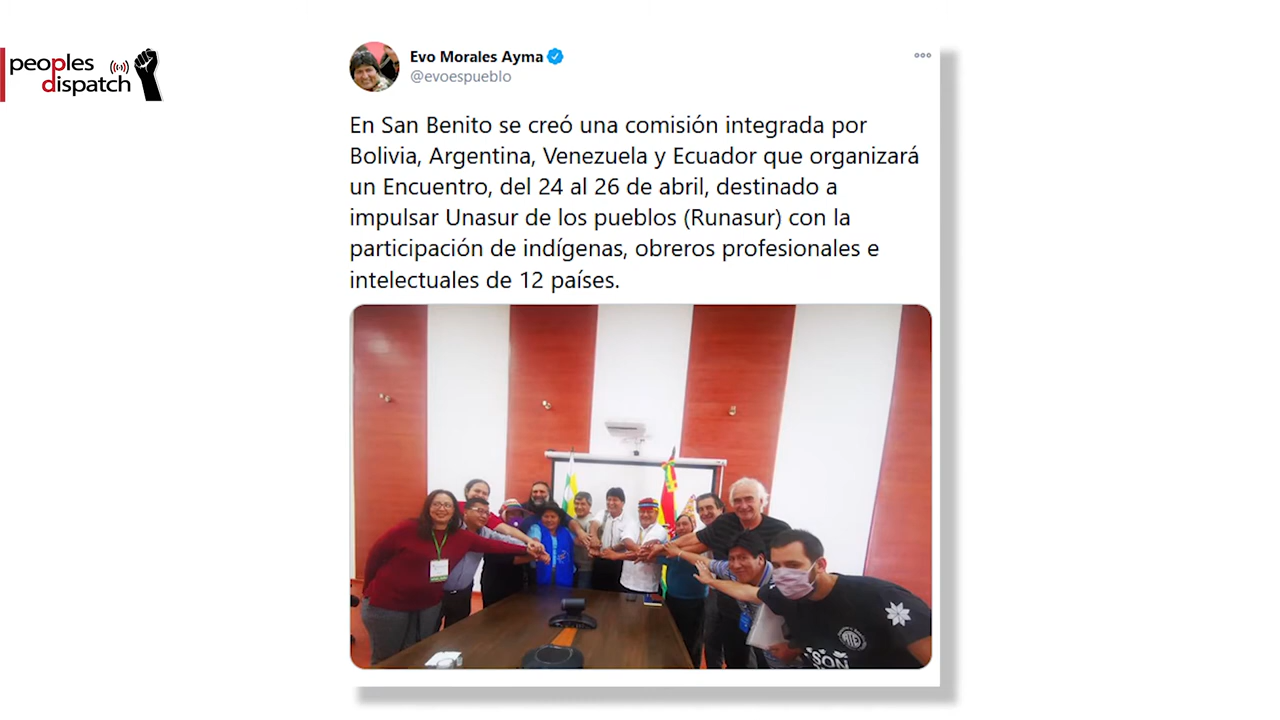 peoples
dispatch
Evo Morales Ayma
@evoespueblo
En San Benito se creó una comisión integrada por
Bolivia, Argentina, Venezuela y Ecuador que organizará
un Encuentro, del 24 al 26 de abril, destinado a
impulsar Unasur de los pueblos (Runasur) con la
participación de indígenas, obreros profesionales e
intelectuales de 12 países.
ATE
SON